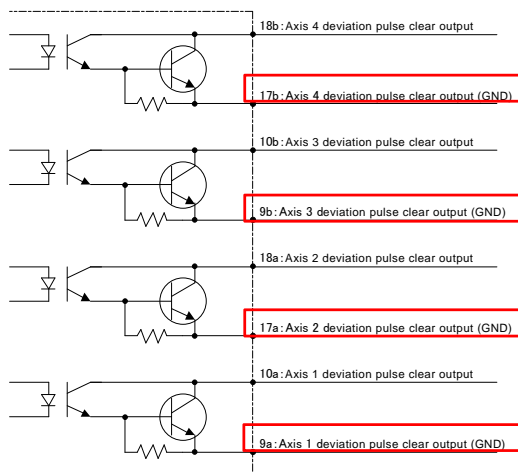 18b:Axis 4 deviation pulse clear output
17b:Axis 4 deviation pulse clear output (GND)
10b:Axis 3 deviation pulse clear output
9b:Axis 3 deviation pulse clear output (GND)
18a:Axis 2 deviation pulse clear output
17a:Axis 2 deviation pulse clear output (GND)
10a:Axis 1 deviation pulse clear output
9a:Axis 1 deviation pulse clear output (GND)